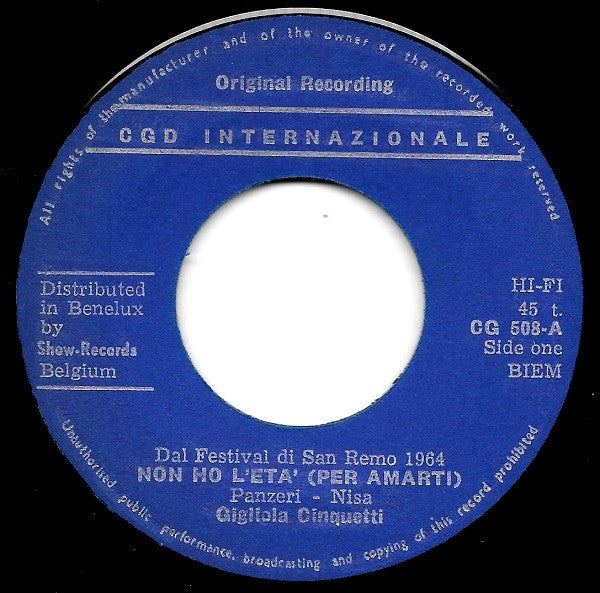 All rights of the manufacturer and of the owner of the recorded work reserved
Original Recording
CGD INTERNAZIONALE
Distributed
in Benelux
by
Show-Records
Belgium
HI-FI
45 t.
CG 508-A
Side one
BIEM
Dal Festival di San Remo 1964
NON HO L'ETA' (PER AMARTI)
Panzeri - Nisa
Gigliola Cinquetti
Unauthorised public performance, broadcasting and copying of this record prohibited